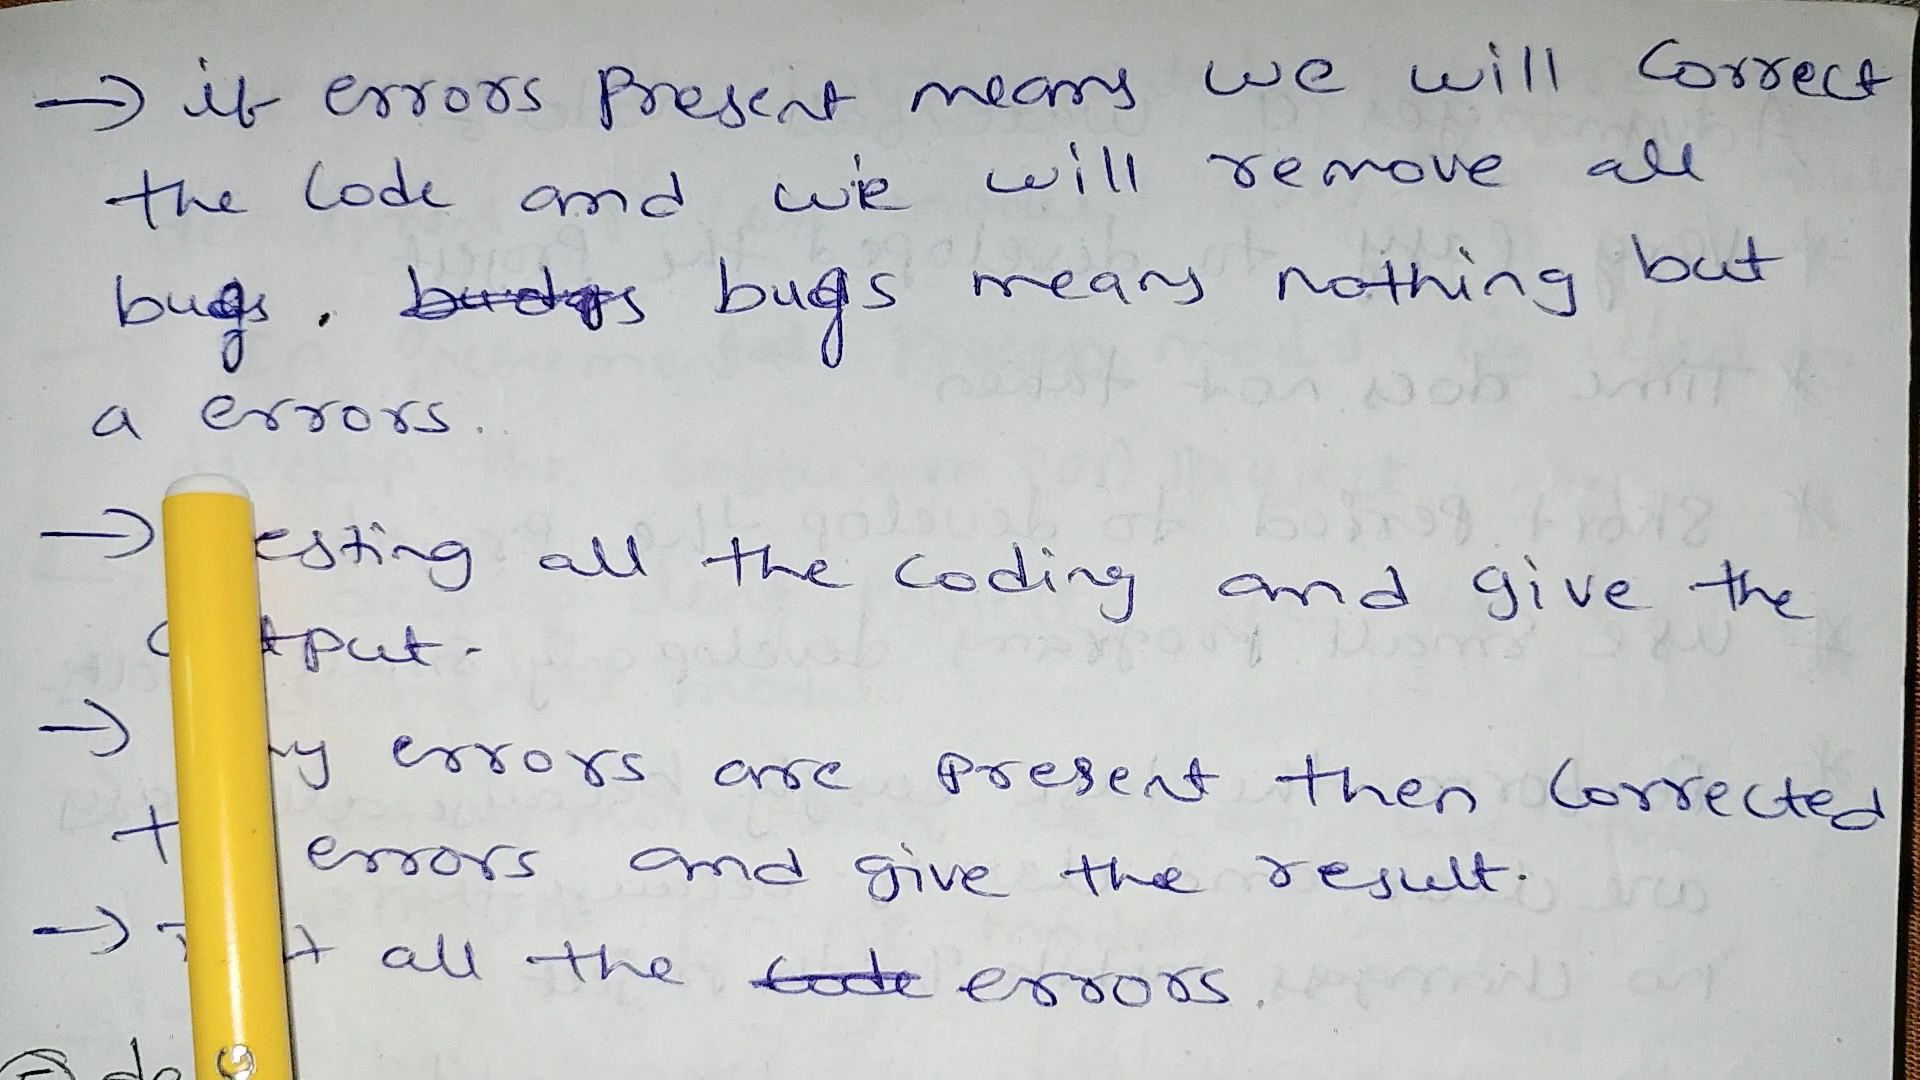 → if errors Present means we will Correct
the Code and we will remove all
bugs. bugs means nothing but
a errors.
→ esting all the coding and give the
tput.
→ errors are present then Corrected
errors and give the result.
→ all the code errors.